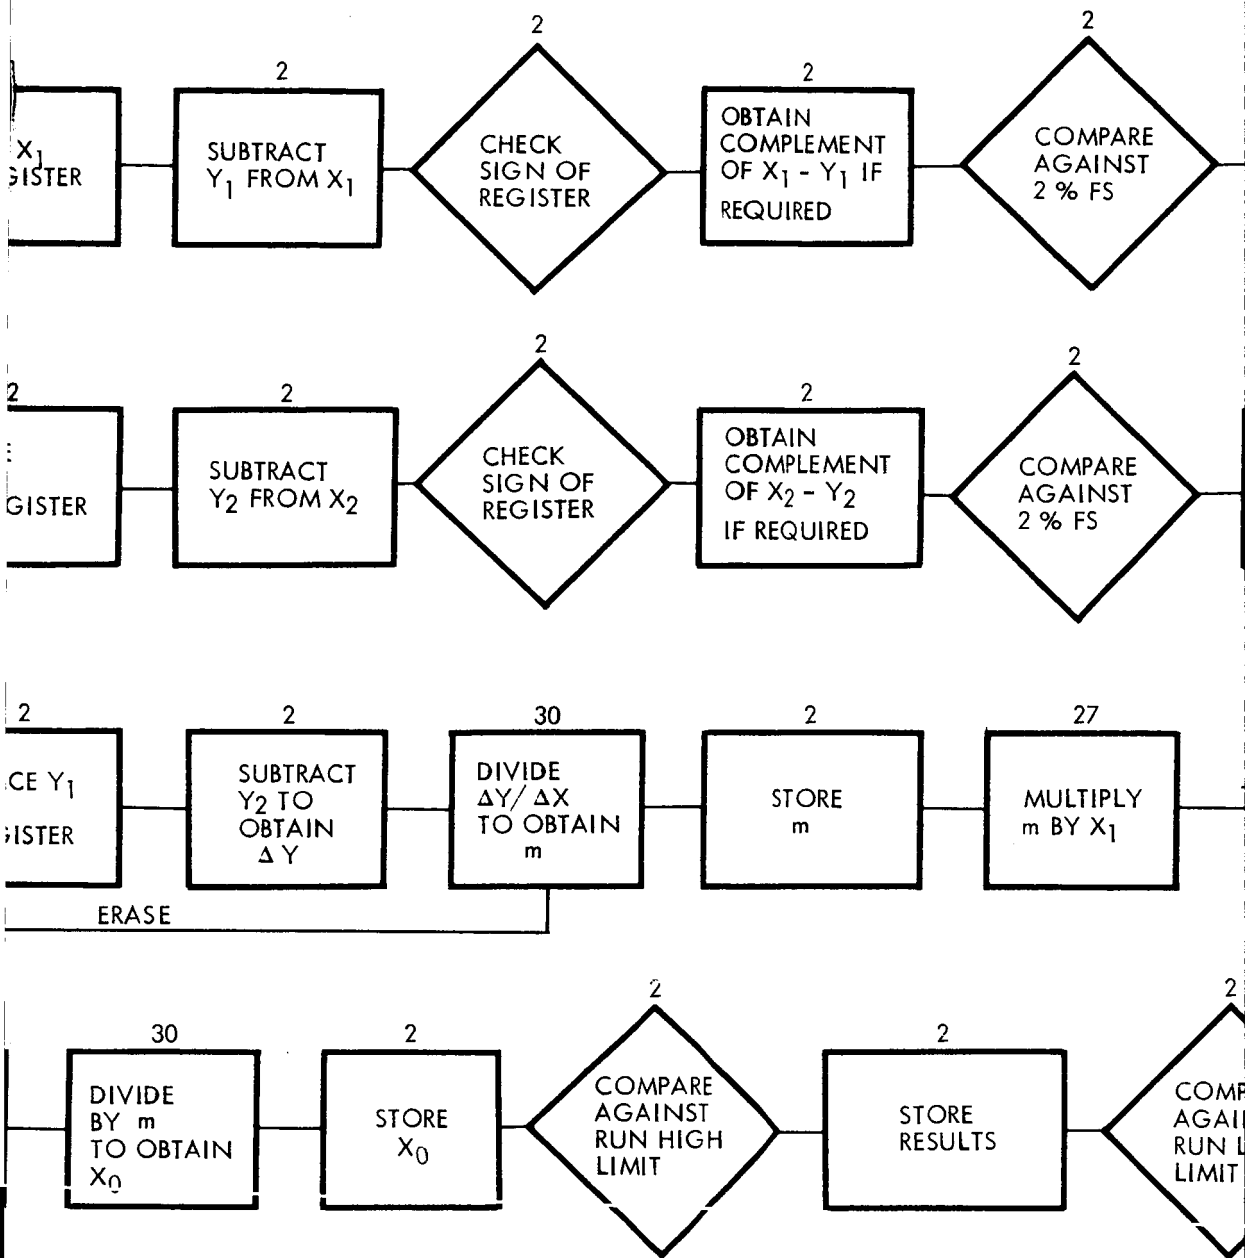 2
2
2
2
X1
GISTER
SUBTRACT
Y1 FROM X1
CHECK
SIGN OF
REGISTER
OBTAIN
COMPLEMENT
OF X1 - Y1 IF
REQUIRED
COMPARE
AGAINST
2 % FS
2
2
2
2
2
GISTER
SUBTRACT
Y2 FROM X2
CHECK
SIGN OF
REGISTER
OBTAIN
COMPLEMENT
OF X2 - Y2
IF REQUIRED
COMPARE
AGAINST
2 % FS
2
2
30
2
27
CE Y1
GISTER
SUBTRACT
Y2 TO
OBTAIN
Δ Y
DIVIDE
ΔY/ ΔX
TO OBTAIN
m
STORE
m
MULTIPLY
m BY X1
ERASE
30
2
2
2
2
DIVIDE
BY m
TO OBTAIN
X0
STORE
X0
COMPARE
AGAINST
RUN HIGH
LIMIT
STORE
RESULTS
COMP
AGAI
RUN L
LIMIT